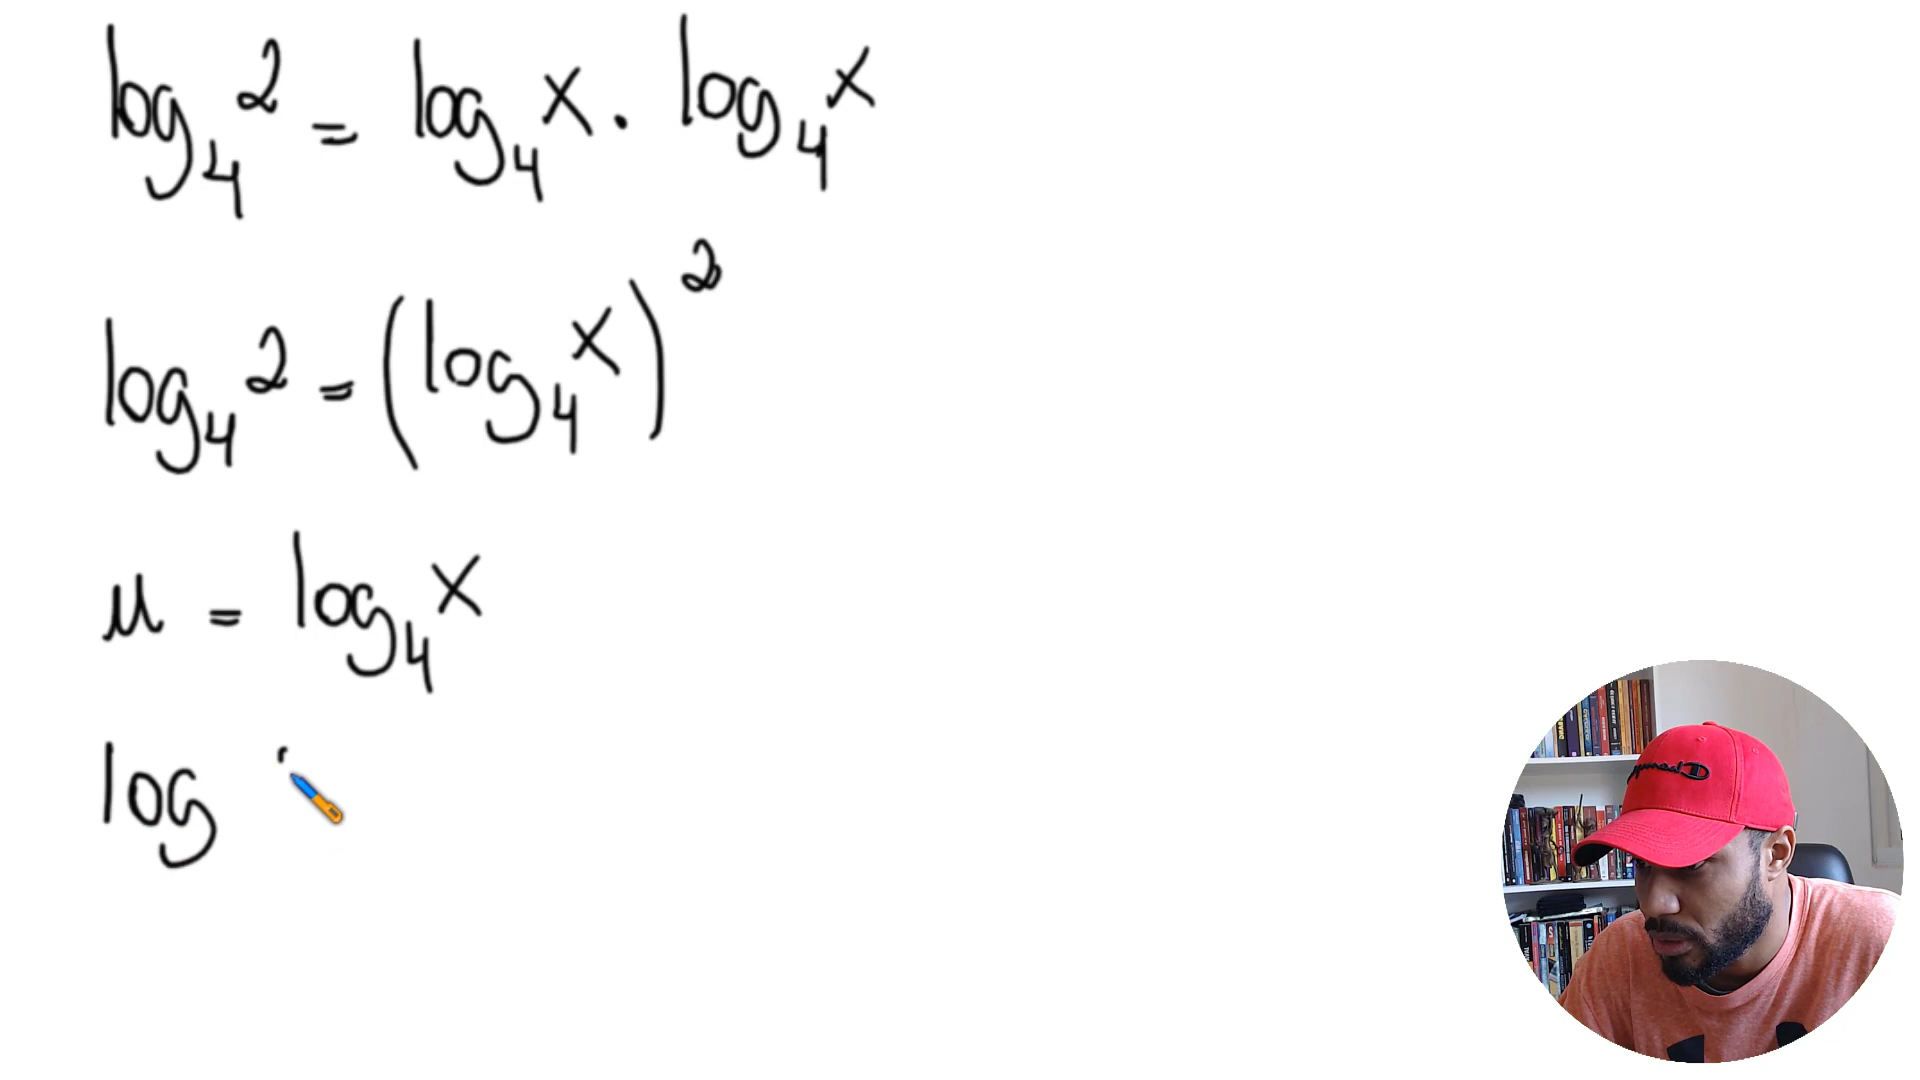 log₄2 = log₄x · log₄x
log₄2 = (log₄x)²
u = log₄x
log